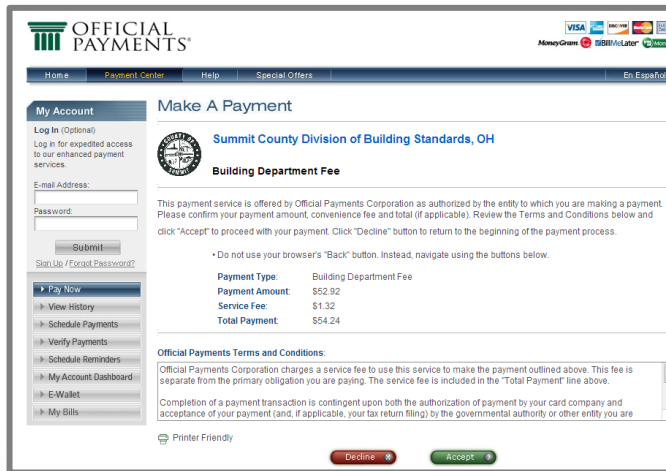 OFFICIAL
PAYMENTS
VISA DISCOVER
MoneyGram BillMeLater
Home Payment Center Help Special Offers En Español
My Account
Log In (Optional)
Log in for expedited access
to our enhanced payment
services.
E-mail Address:
Password:
Submit
Sign Up / Forgot Password?
Pay Now
View History
Schedule Payments
Verify Payments
Schedule Reminders
My Account Dashboard
E-Wallet
My Bills
Make A Payment
COUNTY OF
SUMMIT
Summit County Division of Building Standards, OH
Building Department Fee
This payment service is offered by Official Payments Corporation as authorized by the entity to which you are making a payment.
Please confirm your payment amount, convenience fee and total (if applicable). Review the Terms and Conditions below and
click "Accept" to proceed with your payment. Click "Decline" button to return to the beginning of the payment process.
• Do not use your browser's "Back" button. Instead, navigate using the buttons below.
Payment Type: Building Department Fee
Payment Amount: $52.92
Service Fee: $1.32
Total Payment: $54.24
Official Payments Terms and Conditions:
Official Payments Corporation charges a service fee to use this service to make the payment outlined above. This fee is
separate from the primary obligation you are paying. The service fee is included in the "Total Payment" line above.
Completion of a payment transaction is contingent upon both the authorization of payment by your card company and
acceptance of your payment (and, if applicable, your tax return filing) by the governmental authority or other entity you are
Printer Friendly
Decline Accept